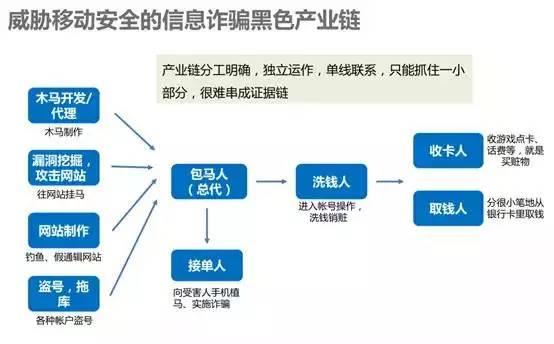 威胁移动安全的信息诈骗黑色产业链
产业链分工明确，独立运作，单线联系，只能抓住一小
部分，很难串成证据链
木马开发/
代理
木马制作
漏洞挖掘，
攻击网站
往网站挂马
网站制作
钓鱼、假通辑网站
盗号，拖
库
各种帐户盗号
包马人
（总代）
接单人
向受害人手机植
马、实施诈骗
洗钱人
进入帐号操作，
洗钱销赃
收卡人
收游戏点卡、
话费等，就是
买赃物
取钱人
分很小笔地从
银行卡里取钱